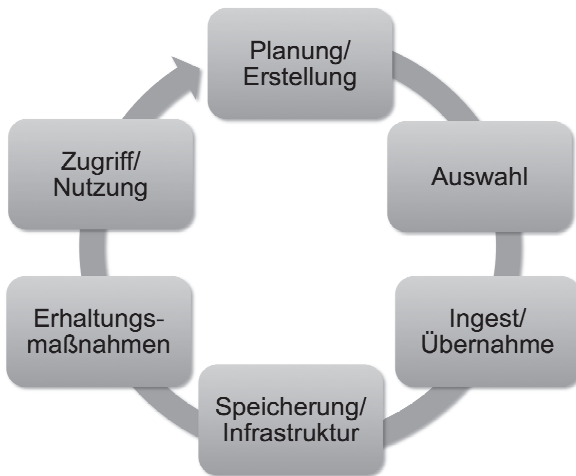 Planung/
Erstellung
Auswahl
Ingest/
Übernahme
Speicherung/
Infrastruktur
Erhaltungs-
maßnahmen
Zugriff/
Nutzung